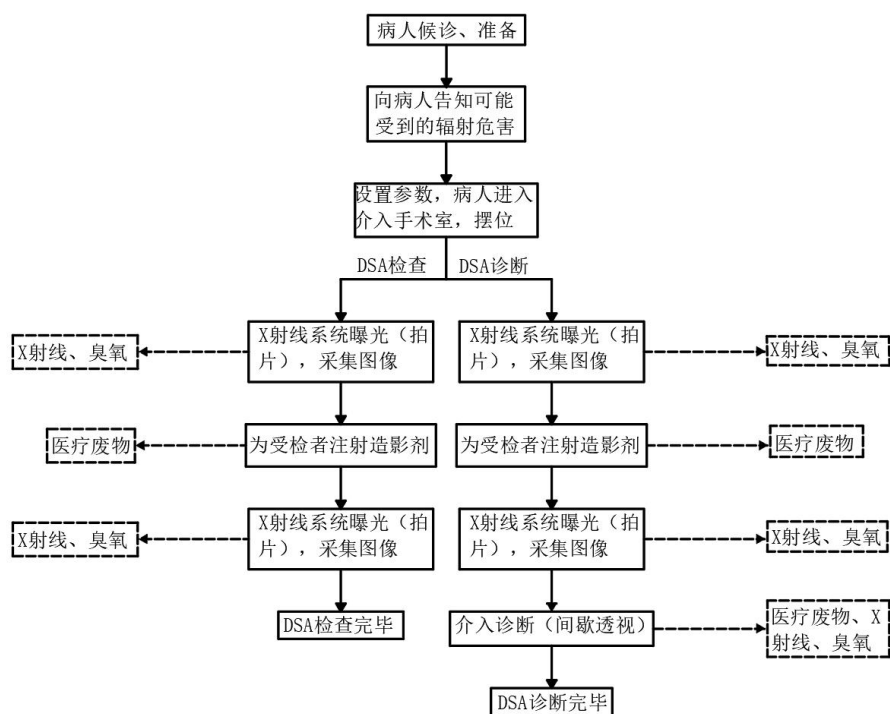 病人候诊、准备
向病人告知可能
受到的辐射危害
设置参数，病人进入
介入手术室，摆位
DSA检查
DSA诊断
X射线系统曝光（拍
片），采集图像
X射线系统曝光（拍
片），采集图像
X射线、臭氧
X射线、臭氧
医疗废物
为受检者注射造影剂
为受检者注射造影剂
医疗废物
X射线系统曝光（拍
片），采集图像
X射线系统曝光（拍
片），采集图像
X射线、臭氧
X射线、臭氧
DSA检查完毕
介入诊断（间歇透视）
医疗废物、X
射线、臭氧
DSA诊断完毕